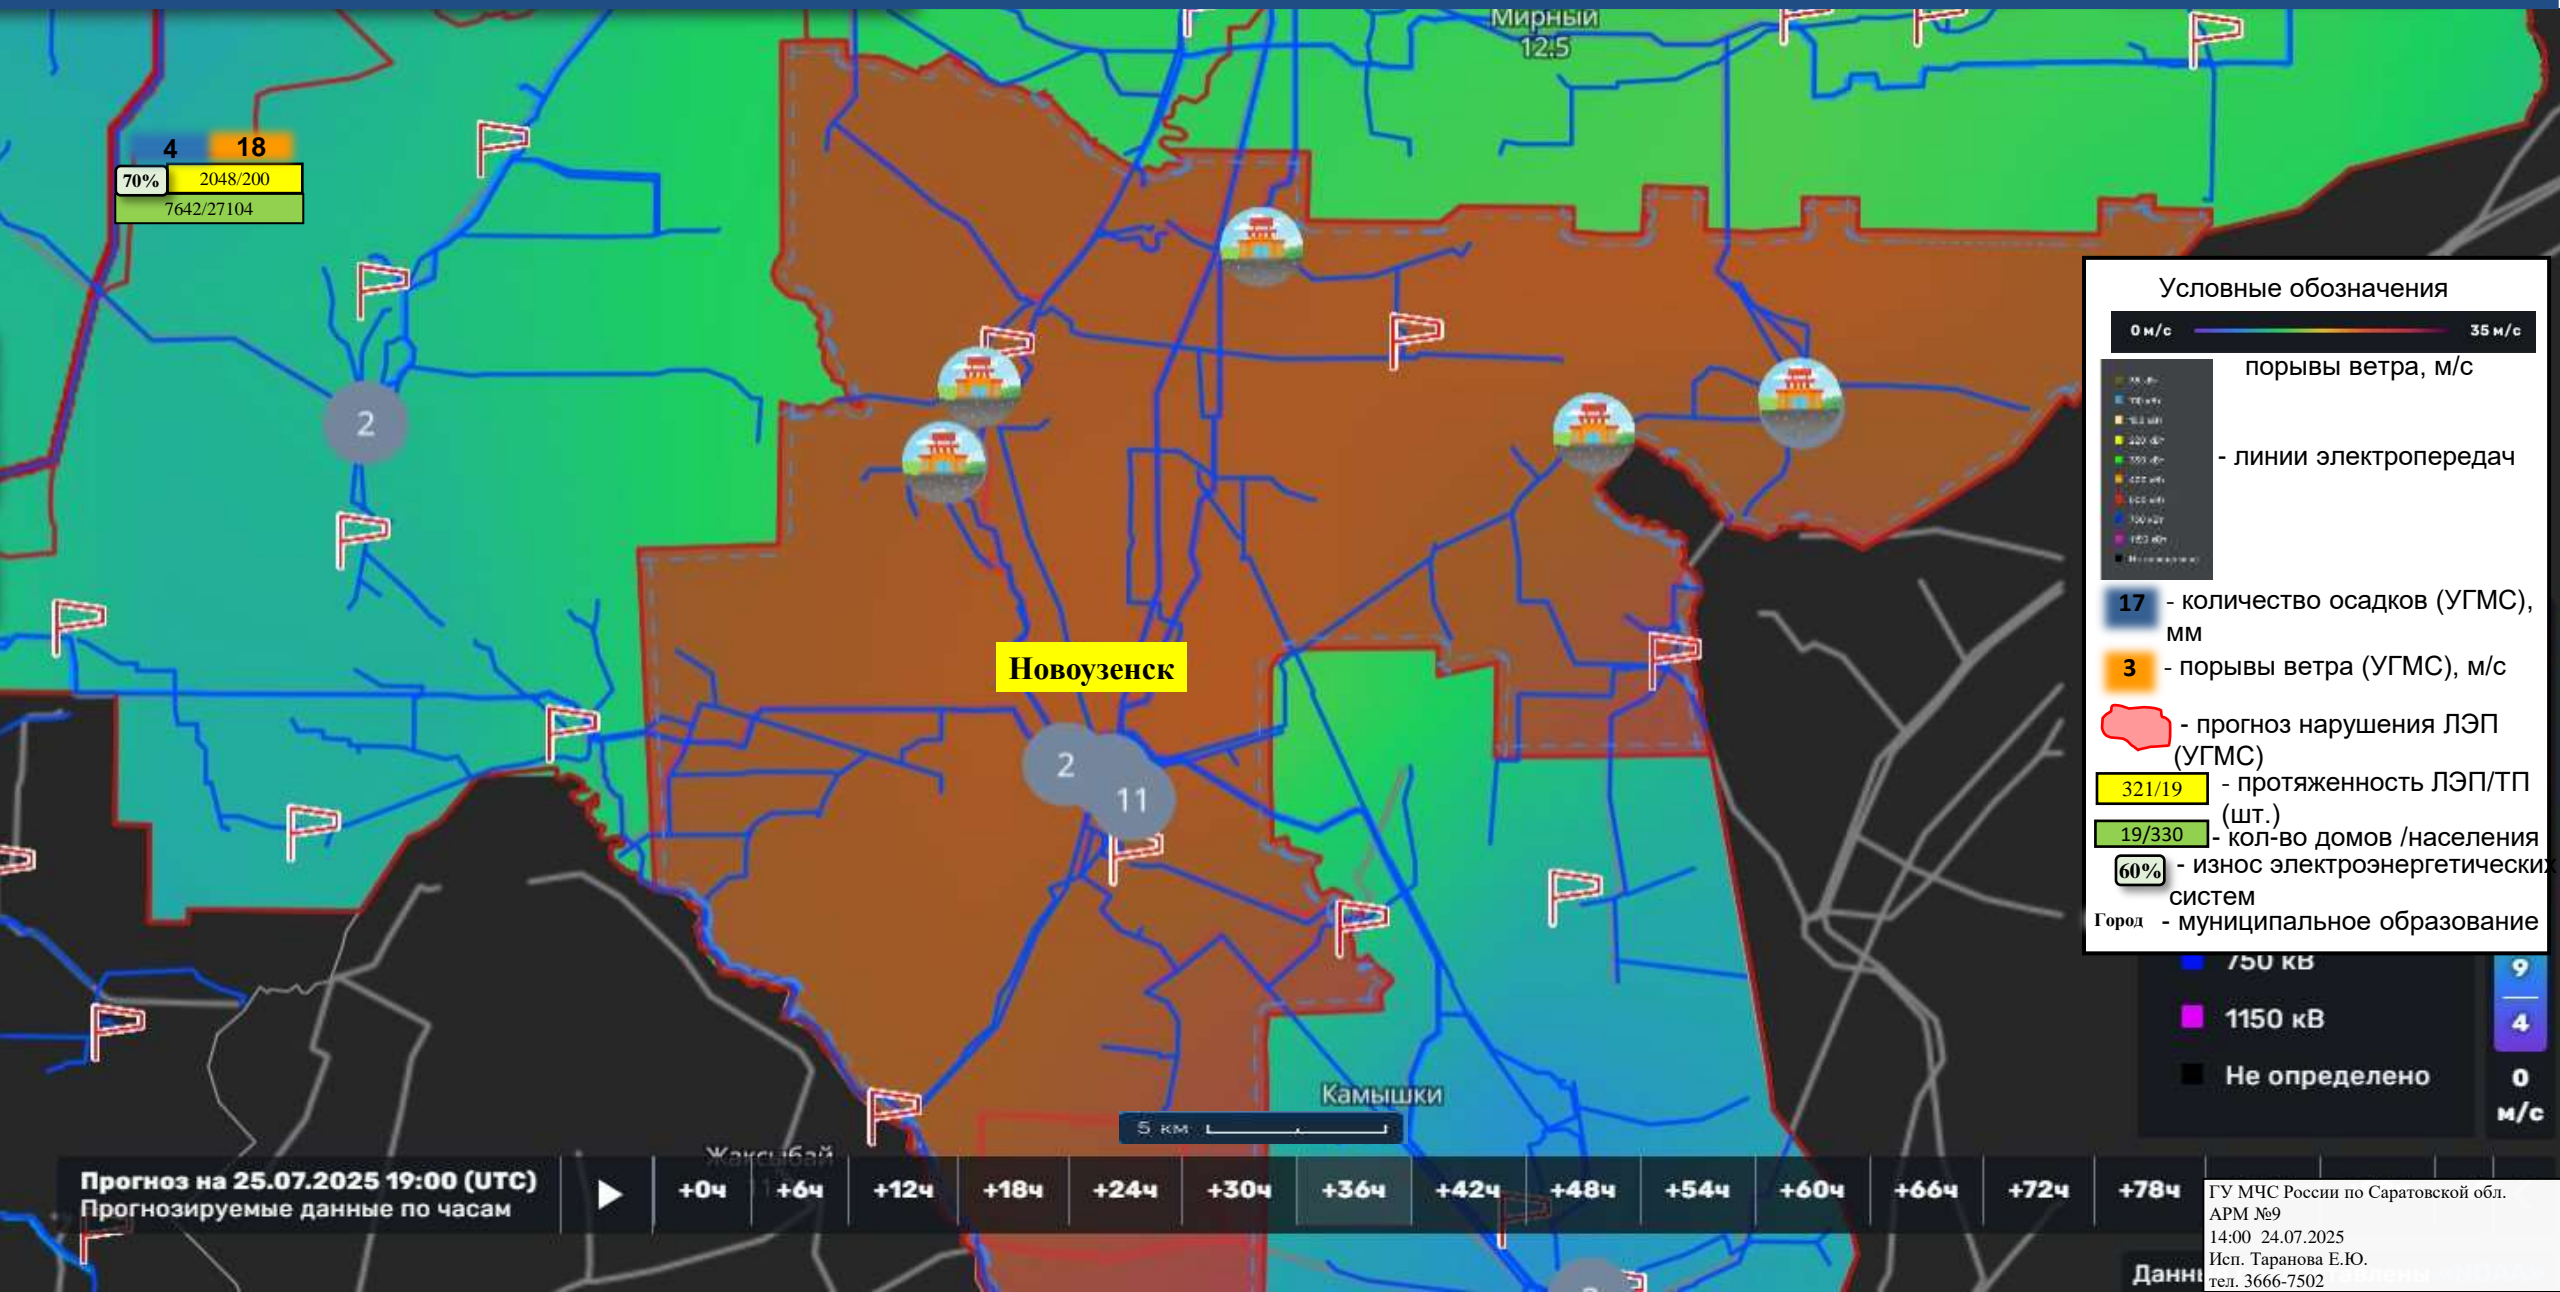 Мирный
12.5
4 18
70% 2048/200
7642/27104
2
Новоузенск
2
11
Условные обозначения
0 м/с 35 м/с
порывы ветра, м/с
- линии электропередач
17 - количество осадков (УГМС),
мм
3 - порывы ветра (УГМС), м/с
- прогноз нарушения ЛЭП
(УГМС)
321/19 - протяженность ЛЭП/ТП
(шт.)
19/330 - кол-во домов /населения
60% - износ электроэнергетических
систем
Город - муниципальное образование
750 кВ
1150 кВ
Не определено
9
4
0
м/с
Камышки
5 км
Жаксыбай
Прогноз на 25.07.2025 19:00 (UTC)
Прогнозируемые данные по часам
+0ч +6ч +12ч +18ч +24ч +30ч +36ч +42ч +48ч +54ч +60ч +66ч +72ч +78ч
ГУ МЧС России по Саратовской обл.
АРМ №9
14:00 24.07.2025
Исп. Таранова Е.Ю.
тел. 3666-7502